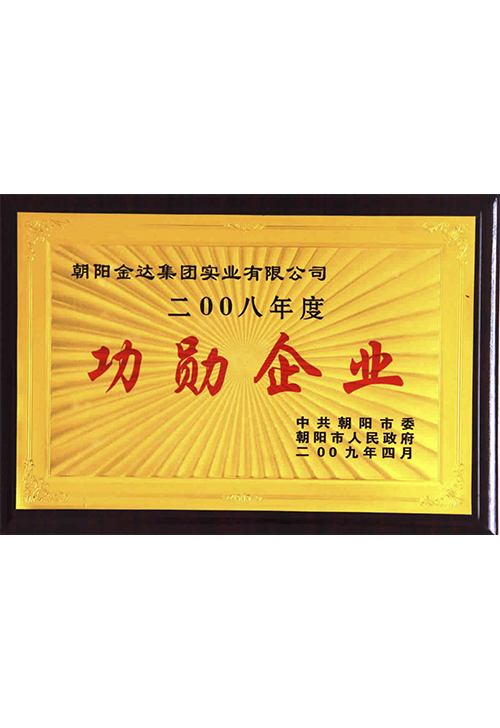 朝阳金达集团实业有限公司
二00八年度
功勋企业
中共朝阳市委
朝阳市人民政府
二00九年四月